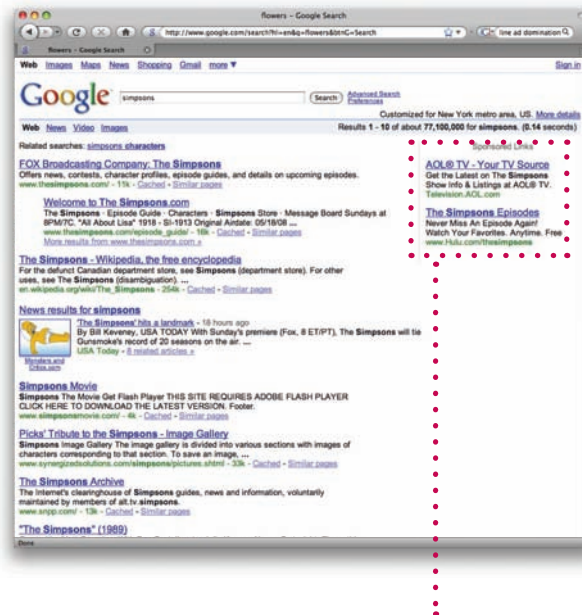 flowers – Google Search
http://www.google.com/search?hl=en&q=flowers&btnG=Search
line ad domination
flowers – Google Search
Web Images Maps News Shopping Gmail more ▼ Sign in
Google simpsons Search Advanced Search
Preferences
Customized for New York metro area, US. More details
Web News Video Images Results 1 - 10 of about 77,100,000 for simpsons. (0.14 seconds)
Related searches: simpsons characters
FOX Broadcasting Company: The Simpsons
Offers news, contests, character profiles, episode guides, and details on upcoming episodes.
www.thesimpsons.com/ - 11k - Cached - Similar pages
Welcome to The Simpsons.com
The Simpsons · Episode Guide · Characters · Simpsons Store · Message Board Sundays at
8PM/7C. "All About Lisa" 1918 - SI-1913 Original Airdate: 05/18/08 ...
www.thesimpsons.com/episode_guide/ - 16k - Cached - Similar pages
More results from www.thesimpsons.com »
The Simpsons - Wikipedia, the free encyclopedia
For the defunct Canadian department store, see Simpsons (department store). For other
uses, see The Simpsons (disambiguation). ...
en.wikipedia.org/wiki/The_Simpsons - 254k - Cached - Similar pages
News results for simpsons
'The Simpsons' hits a landmark - 18 hours ago
By Bill Keveney, USA TODAY With Sunday's premiere (Fox, 8 ET/PT), The Simpsons will tie
Gunsmoke's record of 20 seasons on the air. ...
USA Today - 8 related articles »
Monsters and
Critics.com
Simpsons Movie
Simpsons The Movie Get Flash Player THIS SITE REQUIRES ADOBE FLASH PLAYER
CLICK HERE TO DOWNLOAD THE LATEST VERSION. Footer.
www.simpsonsmovie.com/ - 4k - Cached - Similar pages
Picks' Tribute to the Simpsons - Image Gallery
Simpsons Image Gallery The image gallery is divided into various sections with images of
characters corresponding to that section. To save an image, ...
www.synergizedsolutions.com/simpsons/pictures.shtml - 33k - Cached - Similar pages
The Simpsons Archive
The Internet's clearinghouse of Simpsons guides, news and information, voluntarily
maintained by members of alt.tv.simpsons.
www.snpp.com/ - 13k - Cached - Similar pages
"The Simpsons" (1989)
Sponsored Links
AOL® TV - Your TV Source
Get the Latest on The Simpsons
Show Info & Listings at AOL® TV.
Television.AOL.com
The Simpsons Episodes
Never Miss An Episode Again!
Watch Your Favorites. Anytime. Free
www.Hulu.com/thesimpsons
Done